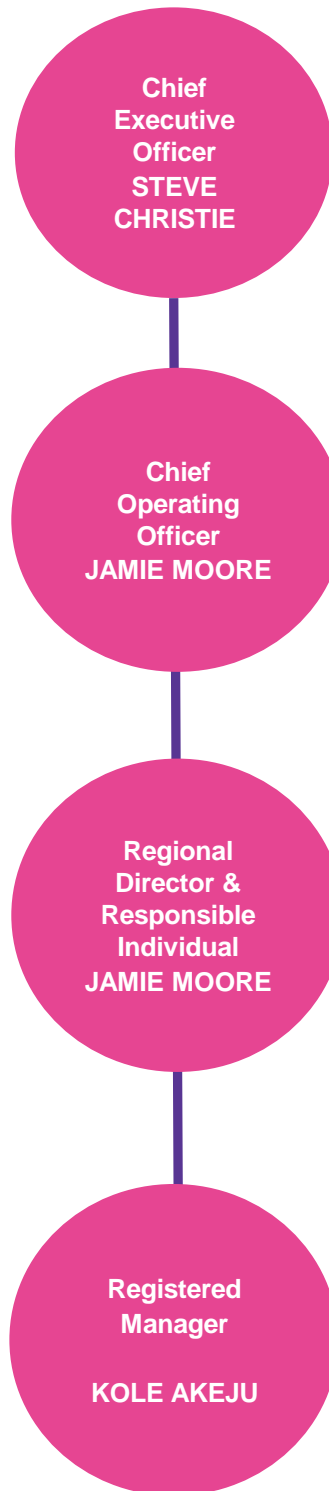 Chief
Executive
Officer
STEVE
CHRISTIE
Chief
Operating
Officer
JAMIE MOORE
Regional
Director &
Responsible
Individual
JAMIE MOORE
Registered
Manager
KOLE AKEJU